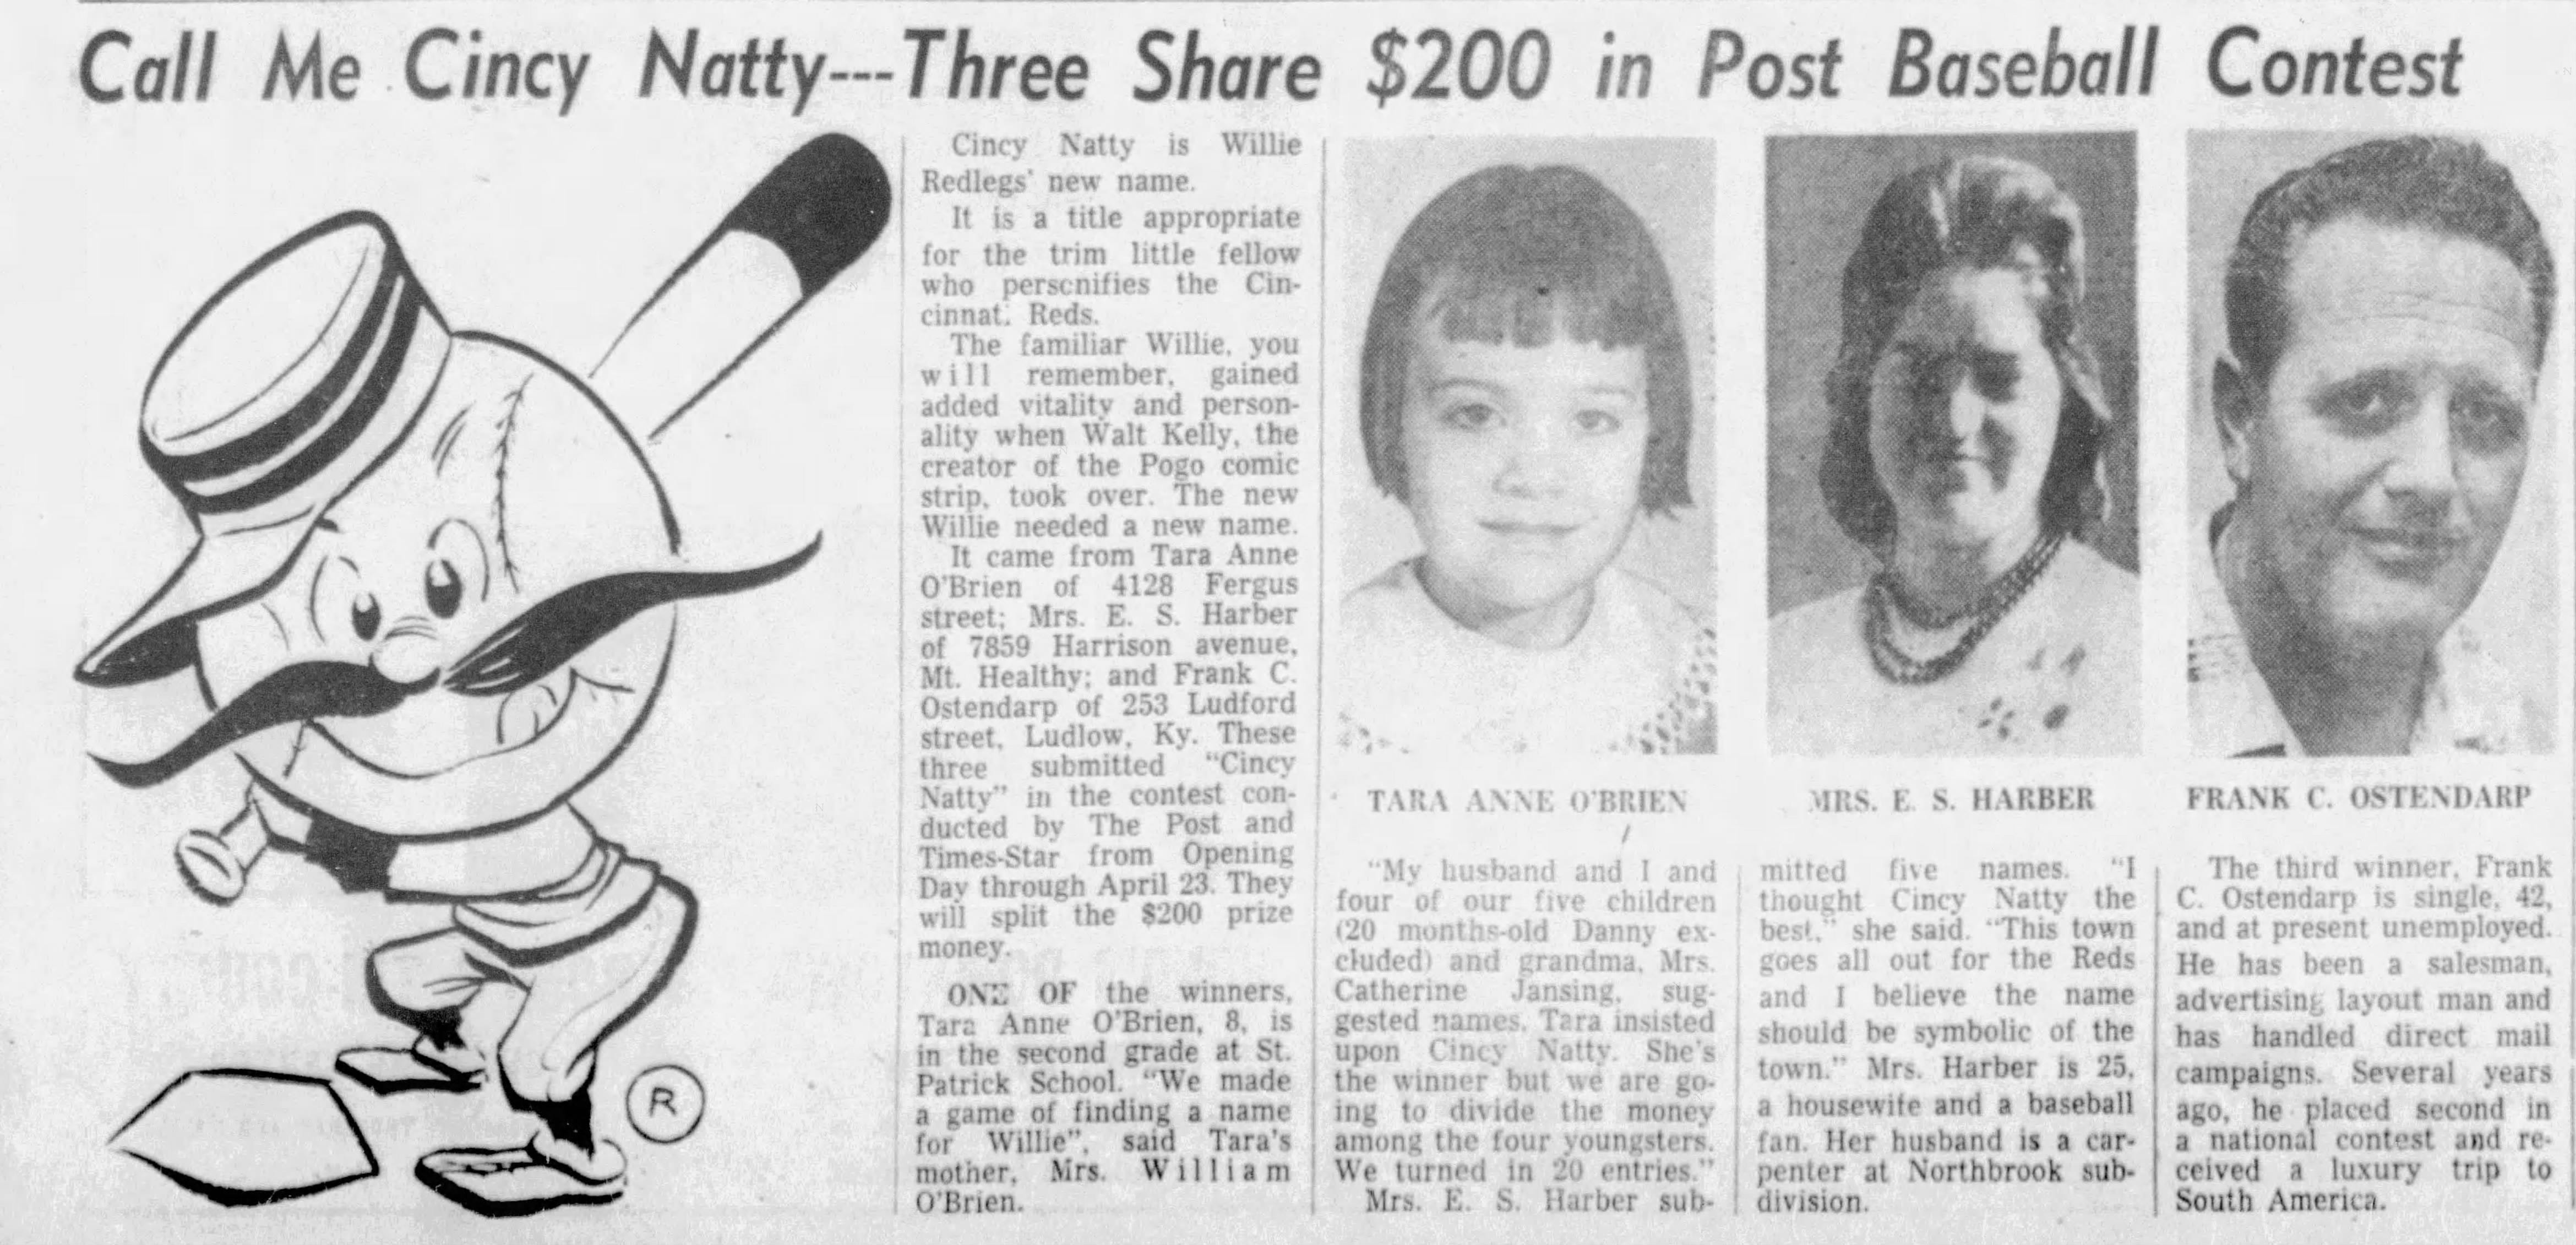 Call Me Cincy Natty---Three Share $200 in Post Baseball Contest
Cincy Natty is Willie
Redlegs' new name.
It is a title appropriate
for the trim little fellow
who perscnifies the Cin-
cinnat: Reds.
The familiar Willie, you
will remember, gained
added vitality and person-
ality when Walt Kelly, the
creator of the Pogo comic
strip, took over. The new
Willie needed a new name.
It came from Tara Anne
O'Brien of 4128 Fergus
street; Mrs. E. S. Harber
of 7859 Harrison avenue,
Mt. Healthy; and Frank C.
Ostendarp of 253 Ludford
street, Ludlow, Ky. These
three submitted "Cincy
Natty" in the contest con-
ducted by The Post and
Times-Star from Opening
Day through April 23. They
will split the $200 prize
money.
ONE OF the winners,
Tara Anne O'Brien, 8, is
in the second grade at St.
Patrick School. "We made
a game of finding a name
for Willie", said Tara's
mother, Mrs. William
O'Brien.
TARA ANNE O'BRIEN
"My husband and I and
four of our five children
(20 months-old Danny ex-
cluded) and grandma, Mrs.
Catherine Jansing, sug-
gested names. Tara insisted
upon Cincy Natty. She's
the winner but we are go-
ing to divide the money
among the four youngsters.
We turned in 20 entries."
Mrs. E. S. Harber sub-
MRS. E. S. HARBER
mitted five names. "I
thought Cincy Natty the
best," she said. "This town
goes all out for the Reds
and I believe the name
should be symbolic of the
town." Mrs. Harber is 25,
a housewife and a baseball
fan. Her husband is a car-
penter at Northbrook sub-
division.
FRANK C. OSTENDARP
The third winner, Frank
C. Ostendarp is single, 42,
and at present unemployed.
He has been a salesman,
advertising layout man and
has handled direct mail
campaigns. Several years
ago, he placed second in
a national contest and re-
ceived a luxury trip to
South America.
R